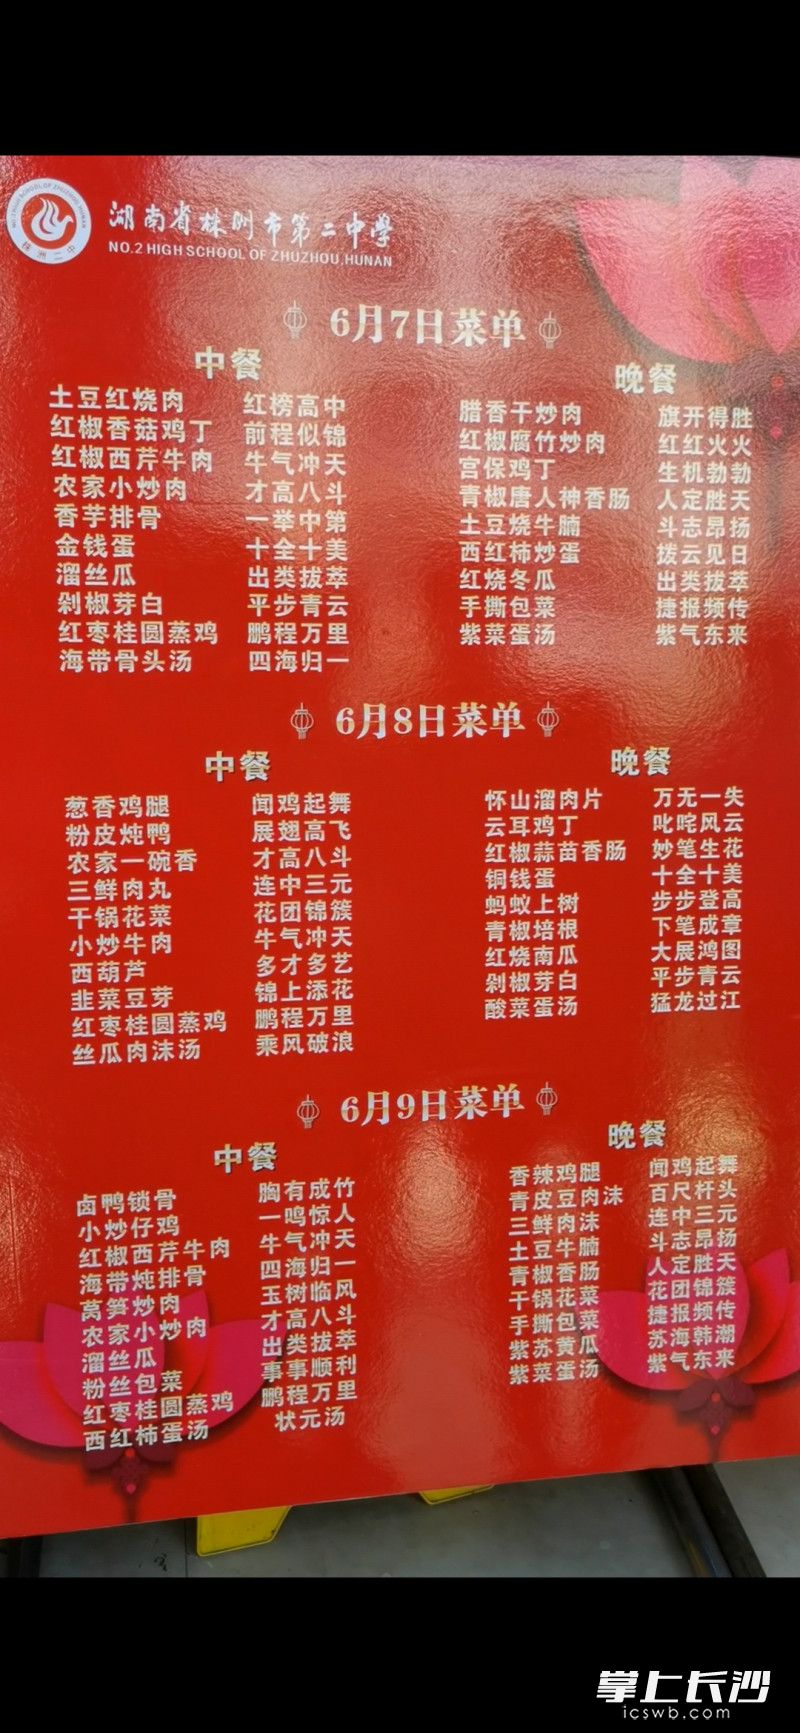 湖南省株洲市第二中学
NO.2 HIGH SCHOOL OF ZHUZHOU,HUNAN
株洲二中
6月7日菜单
中餐
土豆红烧肉 红榜高中
红椒香菇鸡丁 前程似锦
红椒西芹牛肉 牛气冲天
农家小炒肉 才高八斗
香芋排骨 一举中第
金钱蛋 十全十美
溜丝瓜 出类拔萃
剁椒芽白 平步青云
红枣桂圆蒸鸡 鹏程万里
海带骨头汤 四海归一
晚餐
腊香干炒肉 旗开得胜
红椒腐竹炒肉 红红火火
宫保鸡丁 生机勃勃
青椒唐人神香肠 人定胜天
土豆烧牛腩 斗志昂扬
西红柿炒蛋 拨云见日
红烧冬瓜 出类拔萃
手撕包菜 捷报频传
紫菜蛋汤 紫气东来
6月8日菜单
中餐
葱香鸡腿 闻鸡起舞
粉皮炖鸭 展翅高飞
农家一碗香 才高八斗
三鲜肉丸 连中三元
干锅花菜 花团锦簇
小炒牛肉 牛气冲天
西葫芦 多才多艺
韭菜豆芽 锦上添花
红枣桂圆蒸鸡 鹏程万里
丝瓜肉沫汤 乘风破浪
晚餐
怀山溜肉片 万无一失
云耳鸡丁 叱咤风云
红椒蒜苗香肠 妙笔生花
铜钱蛋 十全十美
蚂蚁上树 步步登高
青椒培根 下笔成章
红烧南瓜 大展鸿图
剁椒芽白 平步青云
酸菜蛋汤 猛龙过江
6月9日菜单
中餐
卤鸭锁骨 胸有成竹
小炒仔鸡 一鸣惊人
红椒西芹牛肉 牛气冲天
海带炖排骨 四海归一
莴笋炒肉 玉树临风
农家小炒肉 才高八斗
溜丝瓜 出类拔萃
粉丝包菜 事事顺利
红枣桂圆蒸鸡 鹏程万里
西红柿蛋汤 状元汤
晚餐
香辣鸡腿 闻鸡起舞
青皮豆肉沫 百尺杆头
三鲜肉沫 连中三元
土豆牛腩 斗志昂扬
青椒香肠 人定胜天
干锅花菜 花团锦簇
手撕包菜 捷报频传
紫苏黄瓜 苏海韩潮
紫菜蛋汤 紫气东来
掌上长沙
icswb.com